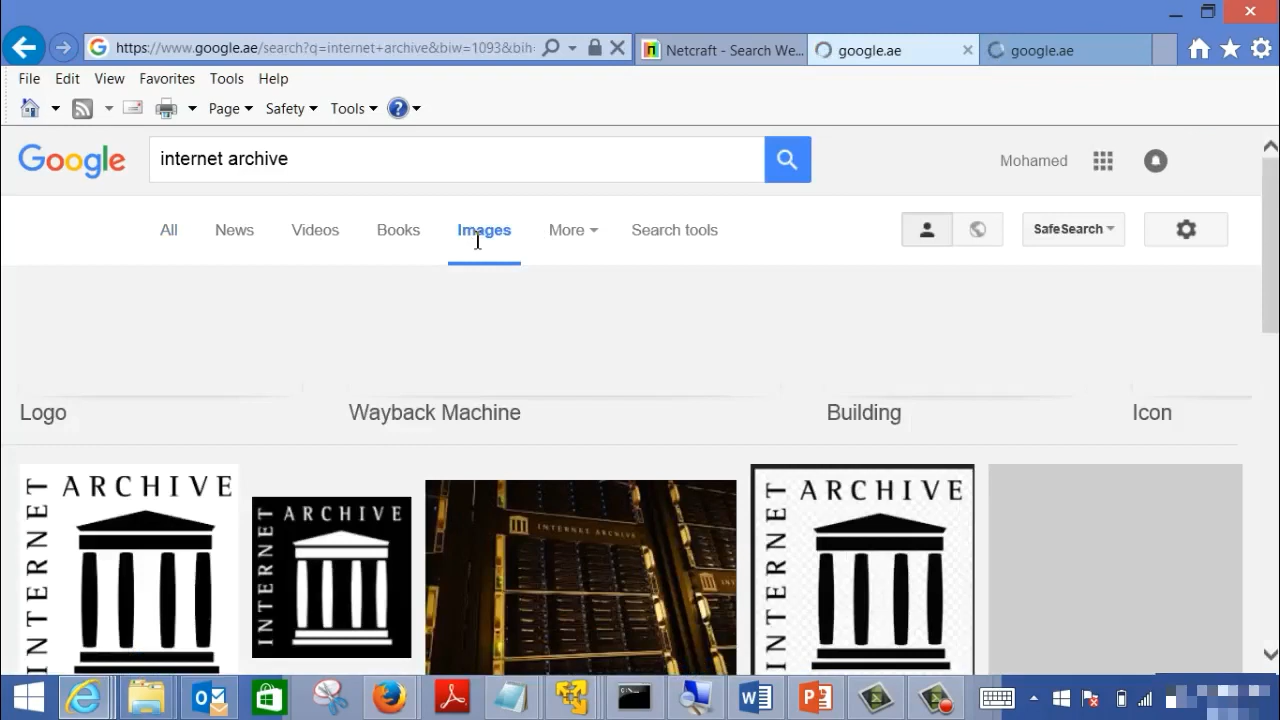 https://www.google.ae/search?q=internet+archive&biw=1093&bih
Netcraft - Search We...
google.ae
google.ae
File Edit View Favorites Tools Help
Page Safety Tools
Google
internet archive
Mohamed
All News Videos Books Images More Search tools
SafeSearch
Logo Wayback Machine Building Icon
INTERNET ARCHIVE
INTERNET ARCHIVE
INTERNET ARCHIVE
INTERNET ARCHIVE